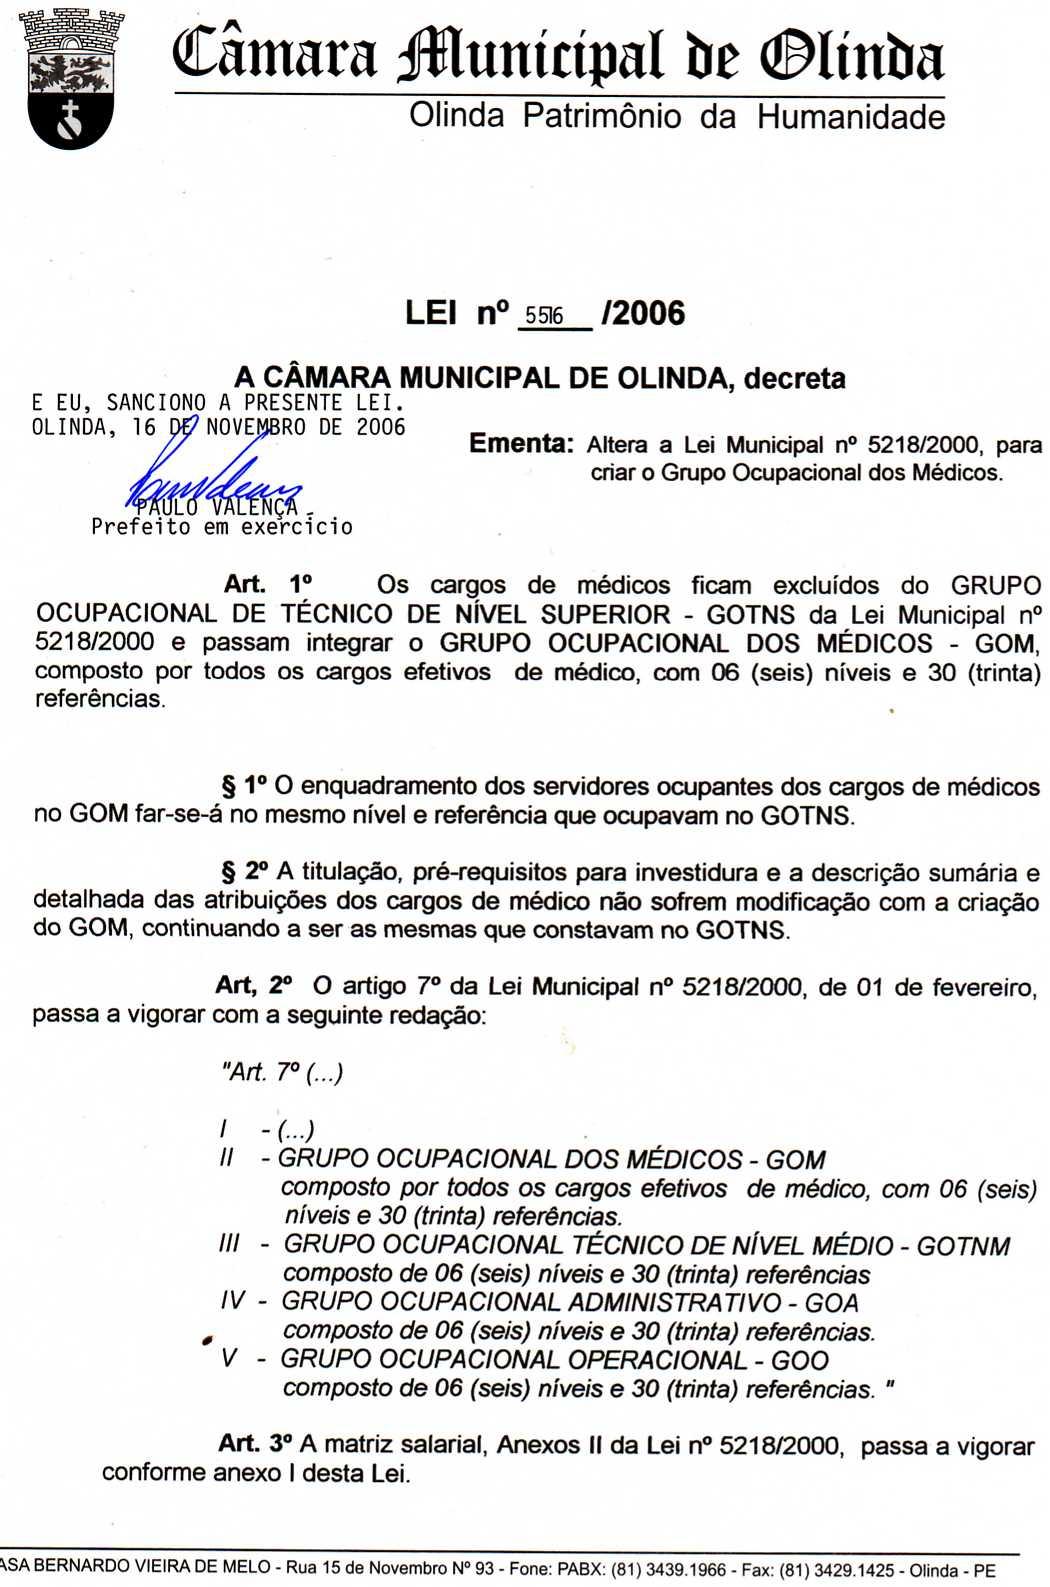 Câmara Municipal de Olinda
Olinda Patrimônio da Humanidade
LEI nº 5516 /2006
A CÂMARA MUNICIPAL DE OLINDA, decreta
E EU, SANCIONO A PRESENTE LEI.
OLINDA, 16 DE NOVEMBRO DE 2006
Ementa: Altera a Lei Municipal nº 5218/2000, para
criar o Grupo Ocupacional dos Médicos.
PAULO VALENÇA
Prefeito em exercício
Art. 1º Os cargos de médicos ficam excluídos do GRUPO
OCUPACIONAL DE TÉCNICO DE NÍVEL SUPERIOR - GOTNS da Lei Municipal nº
5218/2000 e passam integrar o GRUPO OCUPACIONAL DOS MÉDICOS - GOM,
composto por todos os cargos efetivos de médico, com 06 (seis) níveis e 30 (trinta)
referências.
§ 1º O enquadramento dos servidores ocupantes dos cargos de médicos
no GOM far-se-á no mesmo nível e referência que ocupavam no GOTNS.
§ 2º A titulação, pré-requisitos para investidura e a descrição sumária e
detalhada das atribuições dos cargos de médico não sofrem modificação com a criação
do GOM, continuando a ser as mesmas que constavam no GOTNS.
Art, 2º O artigo 7º da Lei Municipal nº 5218/2000, de 01 de fevereiro,
passa a vigorar com a seguinte redação:
"Art. 7º (...)
I - (...)
II - GRUPO OCUPACIONAL DOS MÉDICOS - GOM
composto por todos os cargos efetivos de médico, com 06 (seis)
níveis e 30 (trinta) referências.
III - GRUPO OCUPACIONAL TÉCNICO DE NÍVEL MÉDIO - GOTNM
composto de 06 (seis) níveis e 30 (trinta) referências
IV - GRUPO OCUPACIONAL ADMINISTRATIVO - GOA
composto de 06 (seis) níveis e 30 (trinta) referências.
V - GRUPO OCUPACIONAL OPERACIONAL - GOO
composto de 06 (seis) níveis e 30 (trinta) referências. "
Art. 3º A matriz salarial, Anexos II da Lei nº 5218/2000, passa a vigorar
conforme anexo I desta Lei.
ASA BERNARDO VIEIRA DE MELO - Rua 15 de Novembro Nº 93 - Fone: PABX: (81) 3439.1966 - Fax: (81) 3429.1425 - Olinda - PE